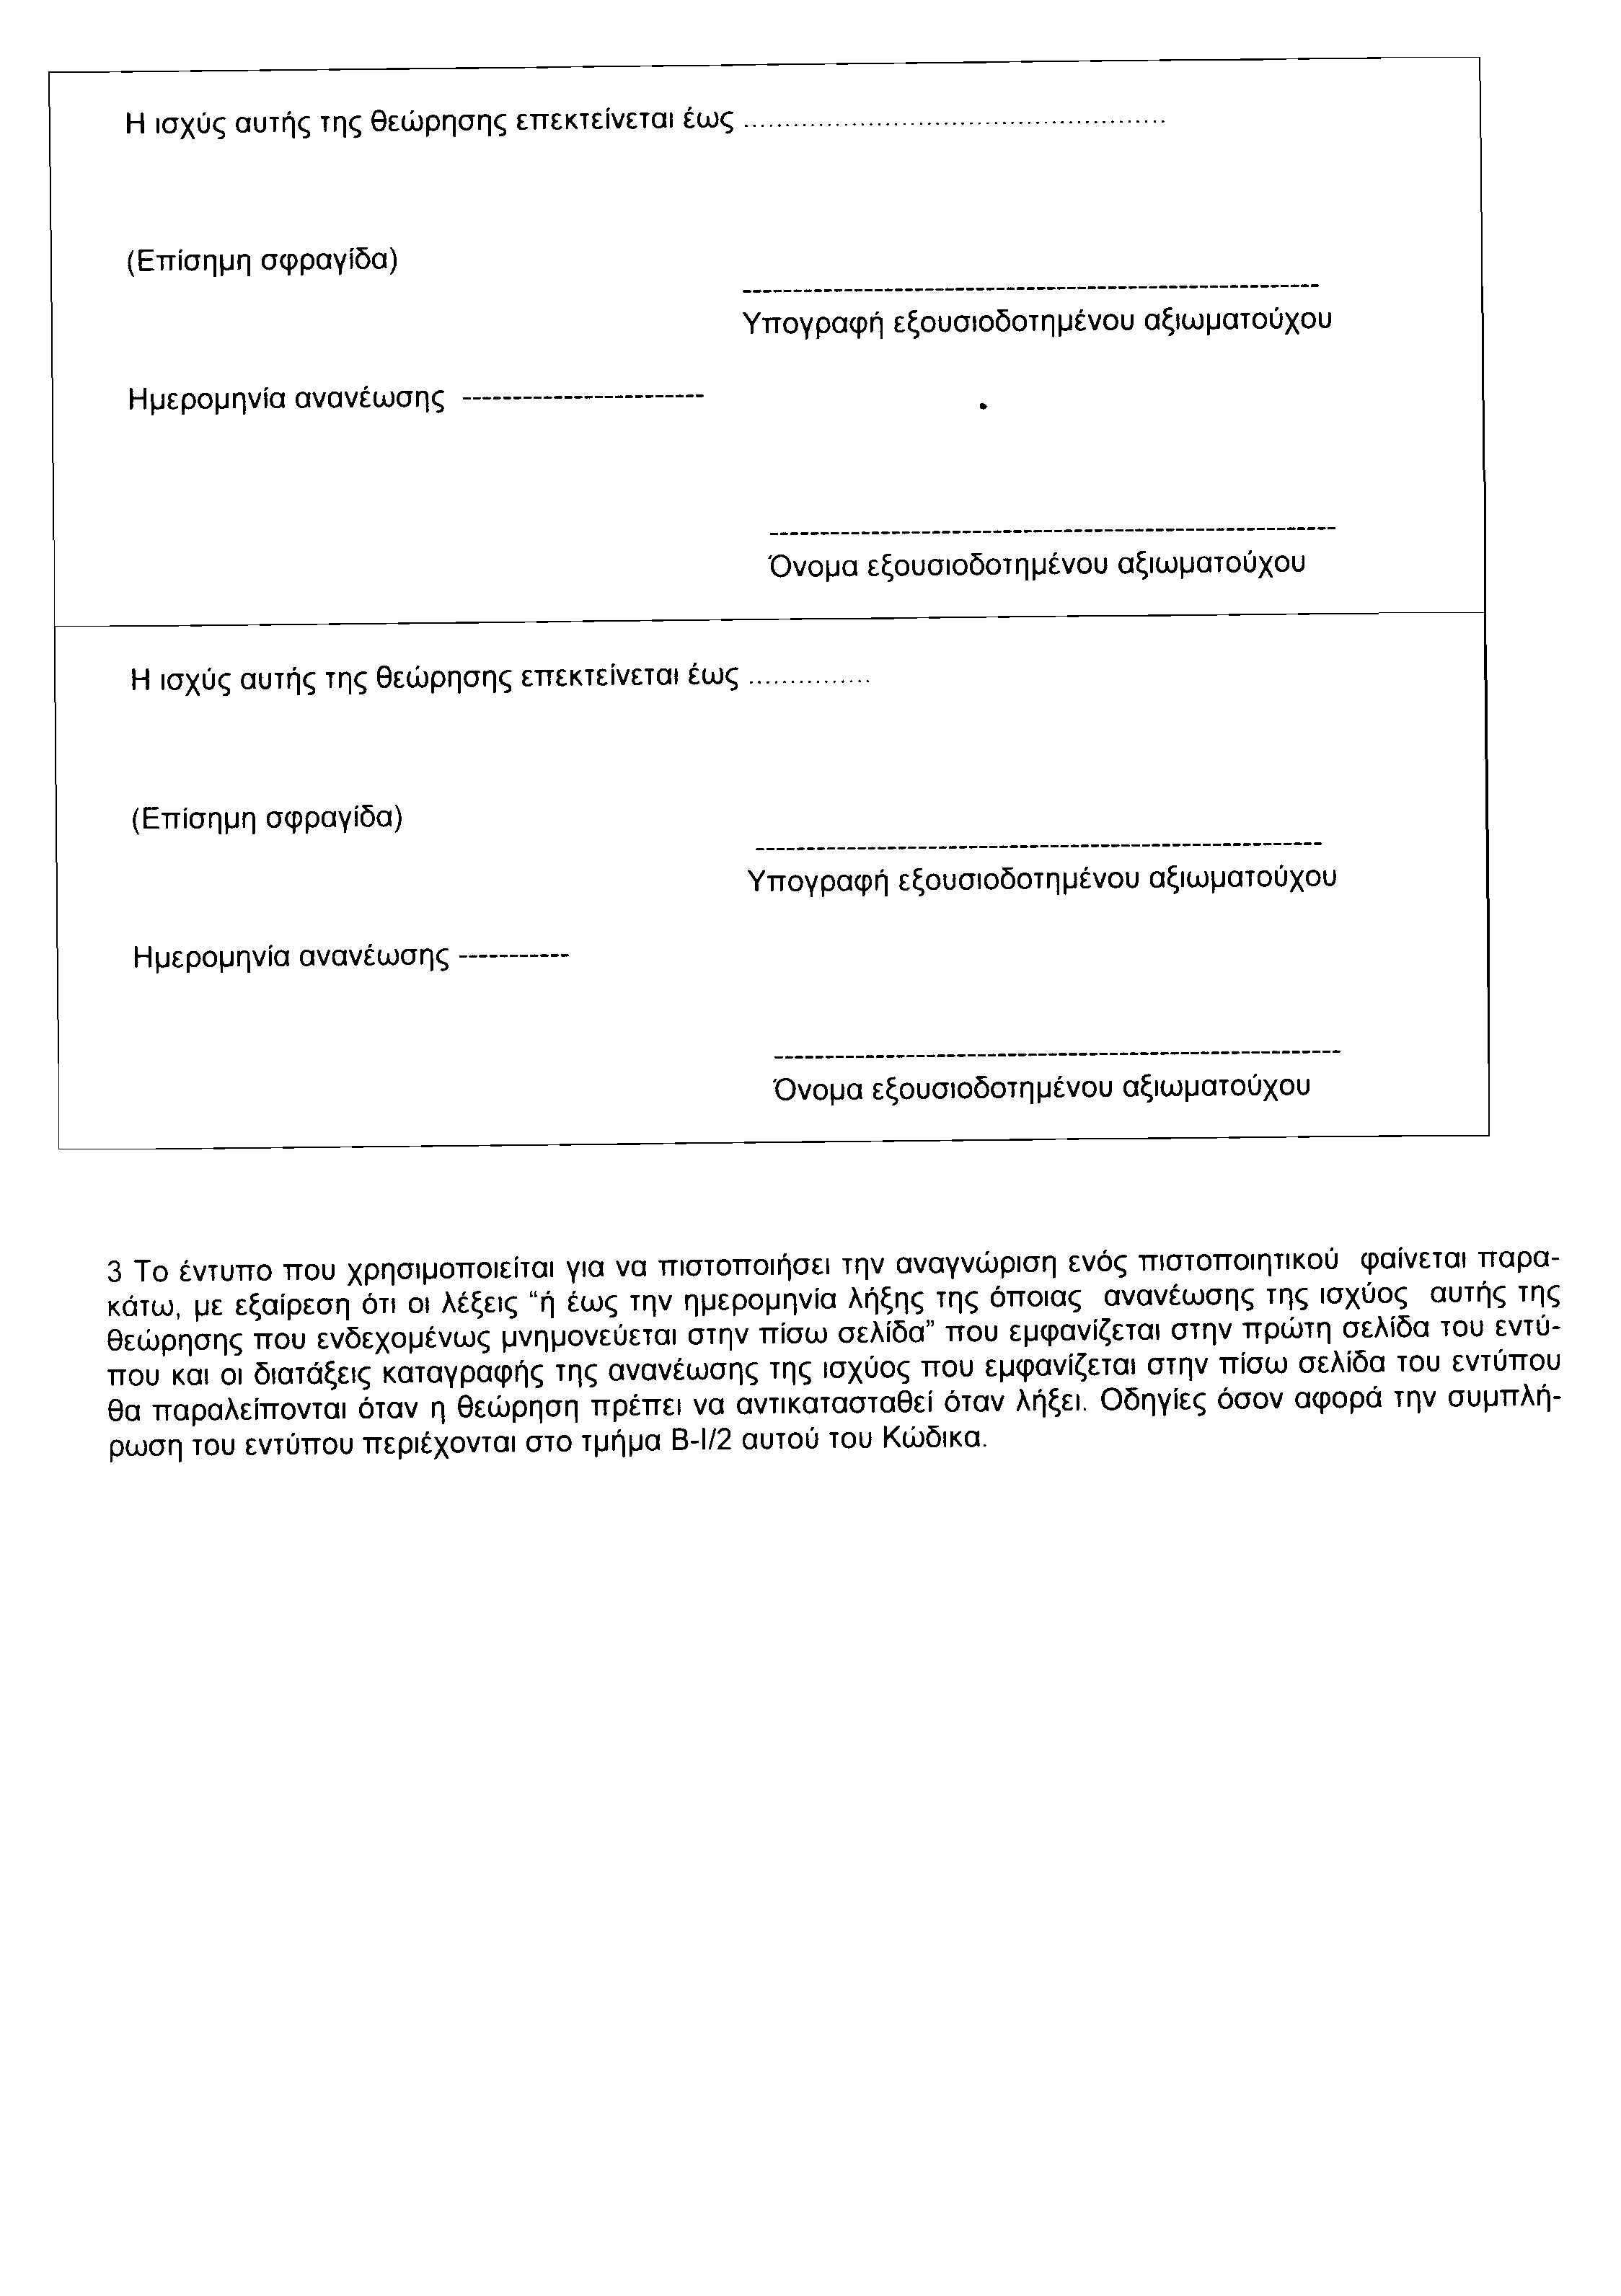 Η ισχύς αυτής της θεώρησης επεκτείνεται έως ..........................................................
(Επίσημη σφραγίδα)
---------------------------------------------------------
Υπογραφή εξουσιοδοτημένου αξιωματούχου
Ημερομηνία ανανέωσης ------------------------
--------------------------------------------------------
Όνομα εξουσιοδοτημένου αξιωματούχου
Η ισχύς αυτής της θεώρησης επεκτείνεται έως ...............
(Επίσημη σφραγίδα)
--------------------------------------------------------
Υπογραφή εξουσιοδοτημένου αξιωματούχου
Ημερομηνία ανανέωσης -----------
--------------------------------------------------------
Όνομα εξουσιοδοτημένου αξιωματούχου
3 Το έντυπο που χρησιμοποιείται για να πιστοποιήσει την αναγνώριση ενός πιστοποιητικού φαίνεται παρα-
κάτω, με εξαίρεση ότι οι λέξεις “ή έως την ημερομηνία λήξης της όποιας ανανέωσης της ισχύος αυτής της
θεώρησης που ενδεχομένως μνημονεύεται στην πίσω σελίδα” που εμφανίζεται στην πρώτη σελίδα του εντύ-
που και οι διατάξεις καταγραφής της ανανέωσης της ισχύος που εμφανίζεται στην πίσω σελίδα του εντύπου
θα παραλείπονται όταν η θεώρηση πρέπει να αντικατασταθεί όταν λήξει. Οδηγίες όσον αφορά την συμπλή-
ρωση του εντύπου περιέχονται στο τμήμα Β-Ι/2 αυτού του Κώδικα.